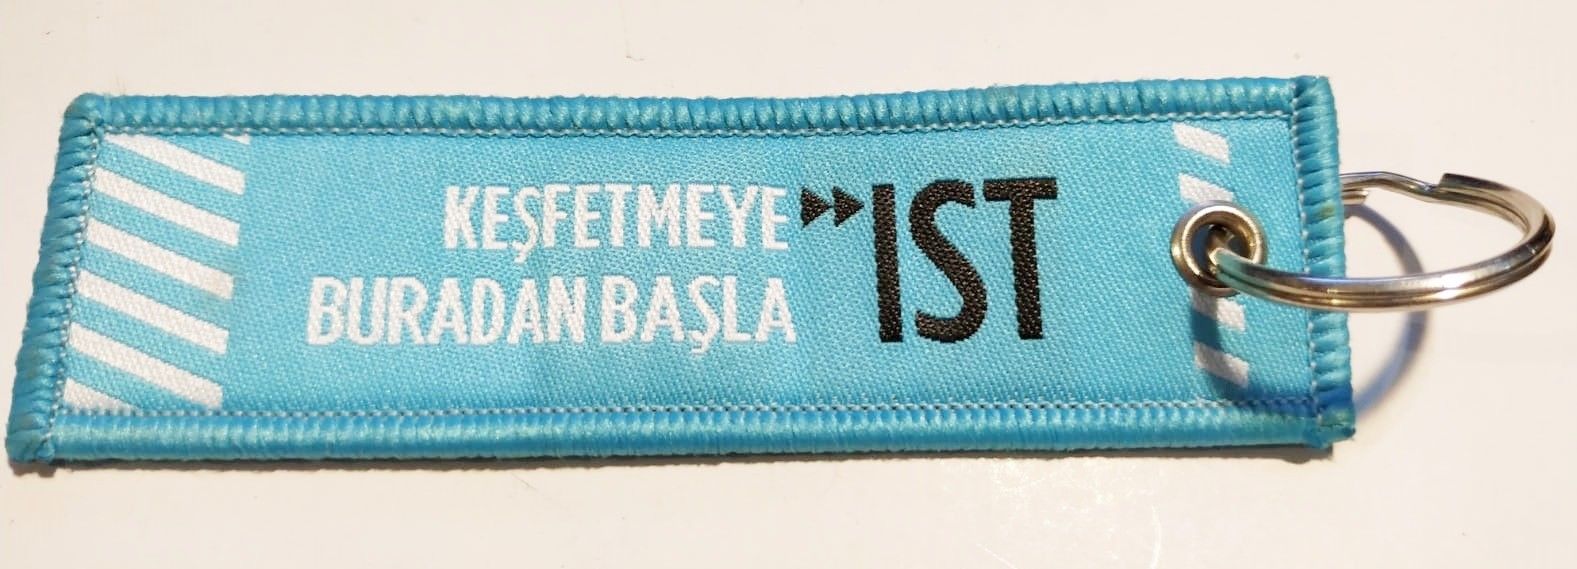 KEŞFETMEYE
BURADAN BAŞLA
IST